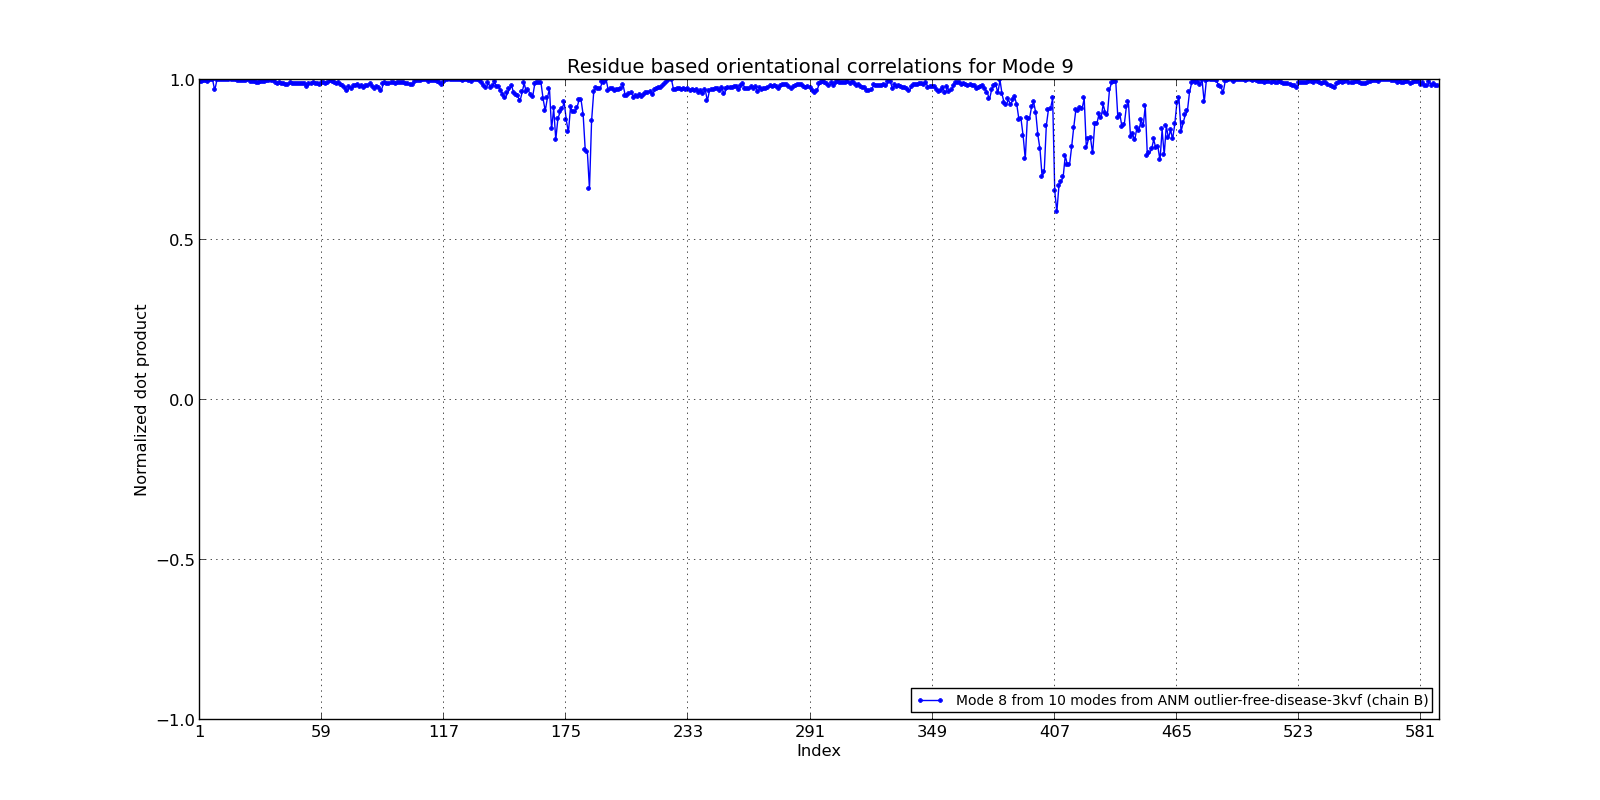 Residue based orientational correlations for Mode 9
1.0
0.5
0.0
−0.5
−1.0
Normalized dot product
Mode 8 from 10 modes from ANM outlier-free-disease-3kvf (chain B)
1 59 117 175 233 291 349 407 465 523 581
Index